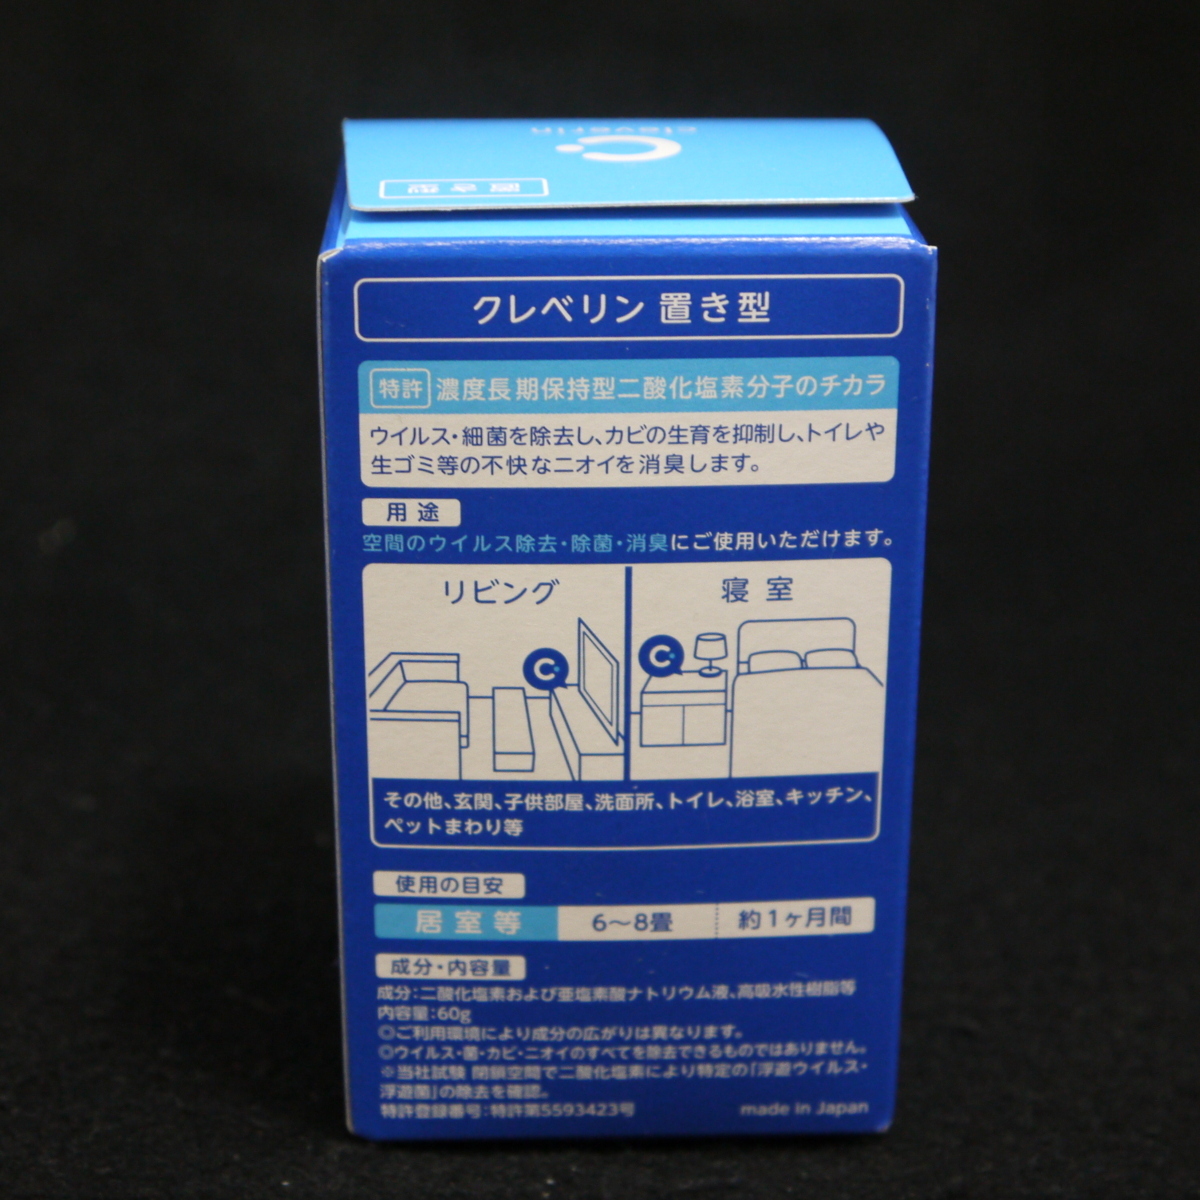 cleverin
置き型
クレベリン 置き型
特許 濃度長期保持型二酸化塩素分子のチカラ
ウイルス・細菌を除去し、カビの生育を抑制し、トイレや
生ゴミ等の不快なニオイを消臭します。
用途
空間のウイルス除去・除菌・消臭にご使用いただけます。
リビング 寝室
その他、玄関、子供部屋、洗面所、トイレ、浴室、キッチン、
ペットまわり等
使用の目安
居室等 6～8畳 約1ヶ月間
成分・内容量
成分：二酸化塩素および亜塩素酸ナトリウム液、高吸水性樹脂等
内容量：60g
◎ご利用環境により成分の広がりは異なります。
◎ウイルス・菌・カビ・ニオイのすべてを除去できるものではありません。
※当社試験 閉鎖空間で二酸化塩素により特定の「浮遊ウイルス・
浮遊菌」の除去を確認。
特許登録番号：特許第5593423号 made in Japan